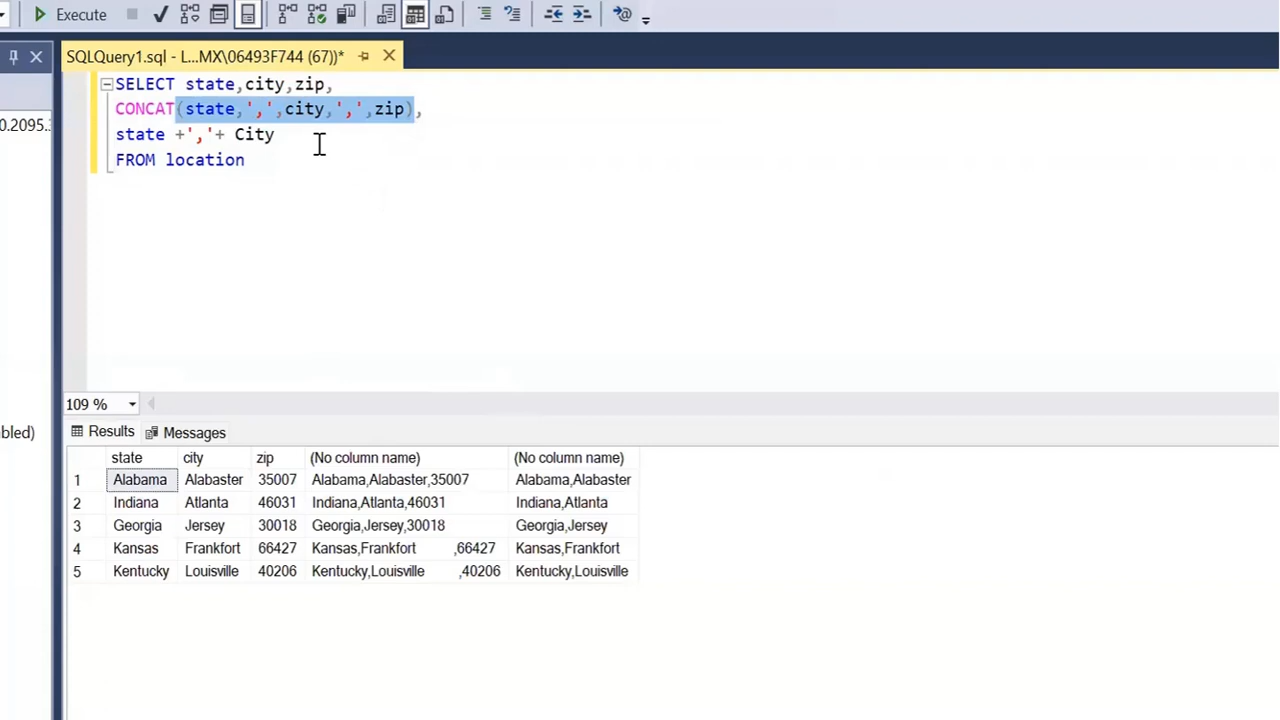 Execute
SQLQuery1.sql - L...MX\06493F744 (67))*
SELECT state,city,zip,
CONCAT(state,',',city,',',zip),
0.2095.
state +','+ City
FROM location
109 %
bled)
Results Messages
state city zip (No column name) (No column name)
1 Alabama Alabaster 35007 Alabama,Alabaster,35007 Alabama,Alabaster
2 Indiana Atlanta 46031 Indiana,Atlanta,46031 Indiana,Atlanta
3 Georgia Jersey 30018 Georgia,Jersey,30018 Georgia,Jersey
4 Kansas Frankfort 66427 Kansas,Frankfort ,66427 Kansas,Frankfort
5 Kentucky Louisville 40206 Kentucky,Louisville ,40206 Kentucky,Louisville